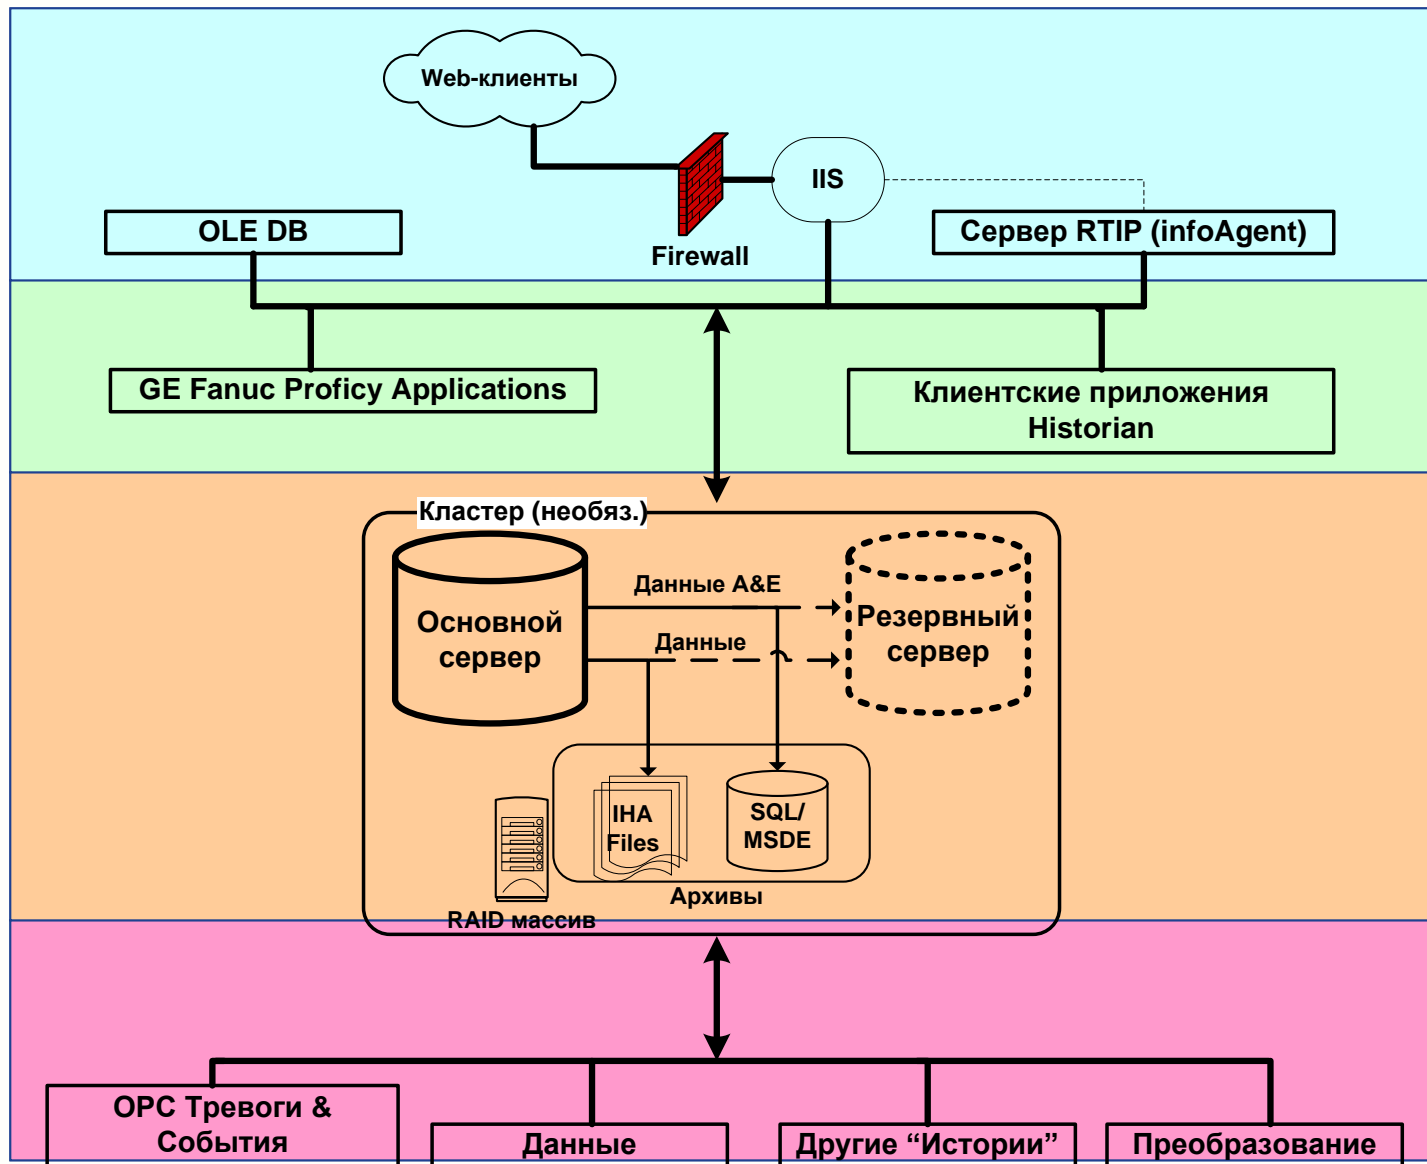 Web-клиенты
IIS
OLE DB
Сервер RTIP (infoAgent)
Firewall
GE Fanuc Proficy Applications
Клиентские приложения
Historian
Кластер (необяз.)
Данные A&E
Основной
сервер
Резервный
сервер
Данные
IHA
Files
SQL/
MSDE
Архивы
RAID массив
OPC Тревоги &
События
Данные
Другие “Истории”
Преобразование